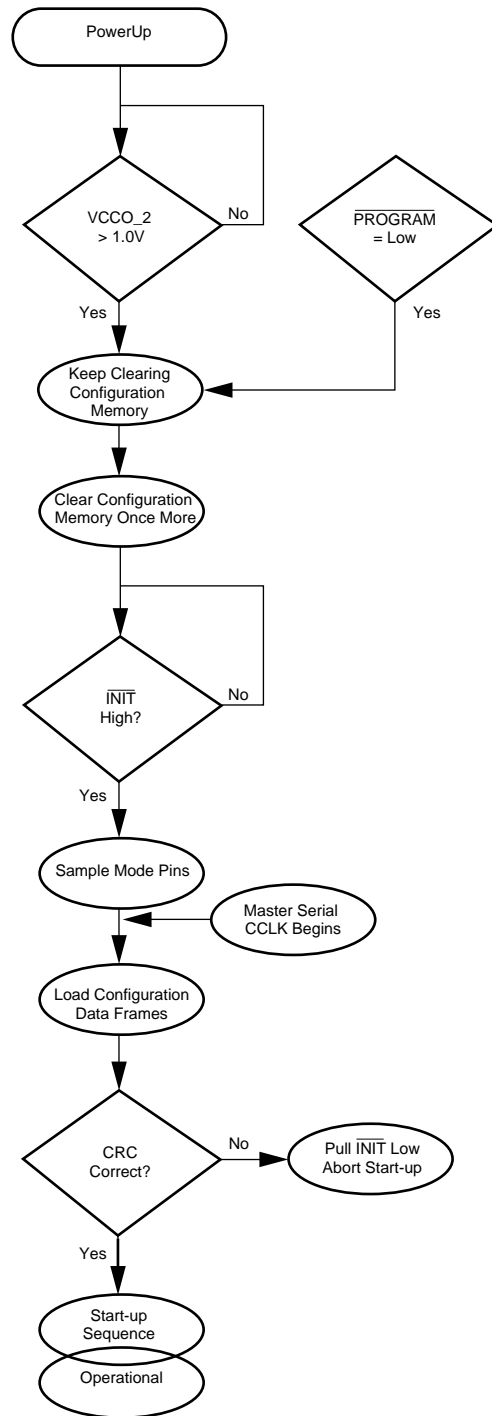 PowerUp
VCCO_2
> 1.0V
No
PROGRAM
= Low
Yes
Yes
Keep Clearing
Configuration
Memory
Clear Configuration
Memory Once More
INIT
High?
No
Yes
Sample Mode Pins
Master Serial
CCLK Begins
Load Configuration
Data Frames
CRC
Correct?
No
Pull INIT Low
Abort Start-up
Yes
Start-up
Sequence
Operational